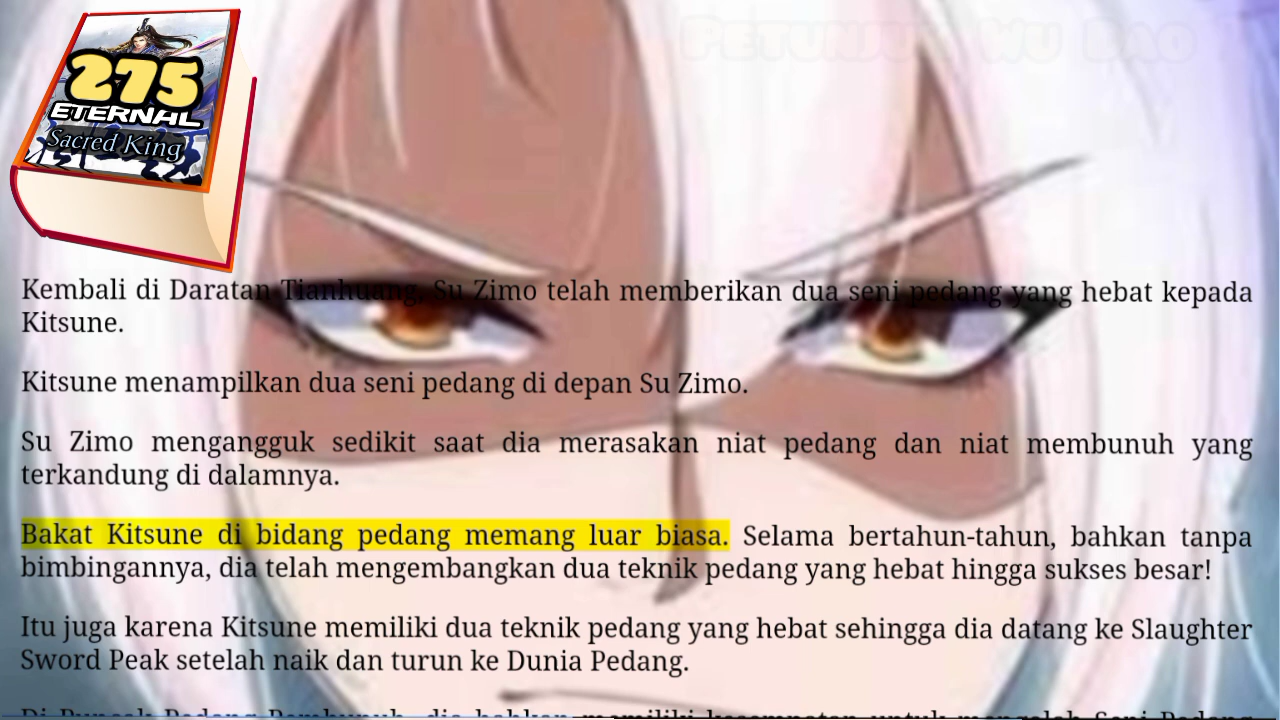 PETUALANG WU DAO
275
ETERNAL
Sacred King
Kembali di Daratan Tianhuang, Su Zimo telah memberikan dua seni pedang yang hebat kepada
Kitsune.
Kitsune menampilkan dua seni pedang di depan Su Zimo.
Su Zimo mengangguk sedikit saat dia merasakan niat pedang dan niat membunuh yang
terkandung di dalamnya.
Bakat Kitsune di bidang pedang memang luar biasa. Selama bertahun-tahun, bahkan tanpa
bimbingannya, dia telah mengembangkan dua teknik pedang yang hebat hingga sukses besar!
Itu juga karena Kitsune memiliki dua teknik pedang yang hebat sehingga dia datang ke Slaughter
Sword Peak setelah naik dan turun ke Dunia Pedang.